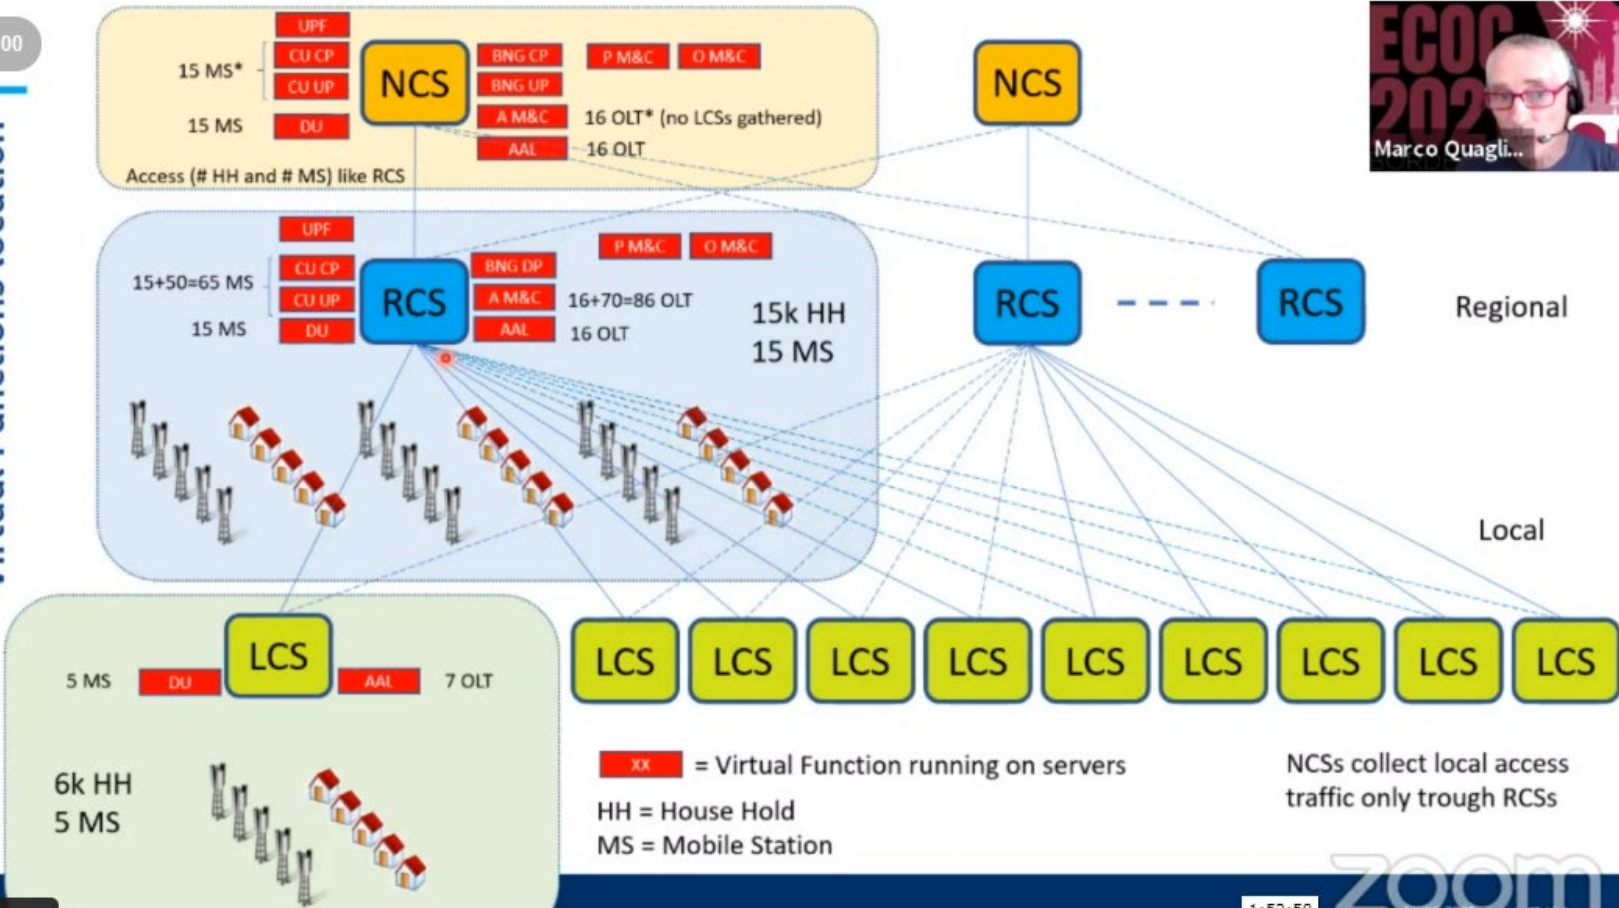 00
UPF
CU CP
15 MS*
CU UP
15 MS
DU
NCS
BNG CP
BNG UP
A M&C
AAL
P M&C
O M&C
16 OLT* (no LCSs gathered)
16 OLT
Access (# HH and # MS) like RCS
NCS
ECOC
202
Marco Quagli...
UPF
CU CP
15+50=65 MS
CU UP
15 MS
DU
RCS
BNG DP
A M&C
AAL
P M&C
O M&C
16+70=86 OLT
16 OLT
15k HH
15 MS
RCS
RCS
Regional
Local
LCS
5 MS
DU
AAL
7 OLT
6k HH
5 MS
LCS
LCS
LCS
LCS
LCS
LCS
LCS
LCS
LCS
XX
= Virtual Function running on servers
HH = House Hold
MS = Mobile Station
NCSs collect local access
traffic only trough RCSs
zoom